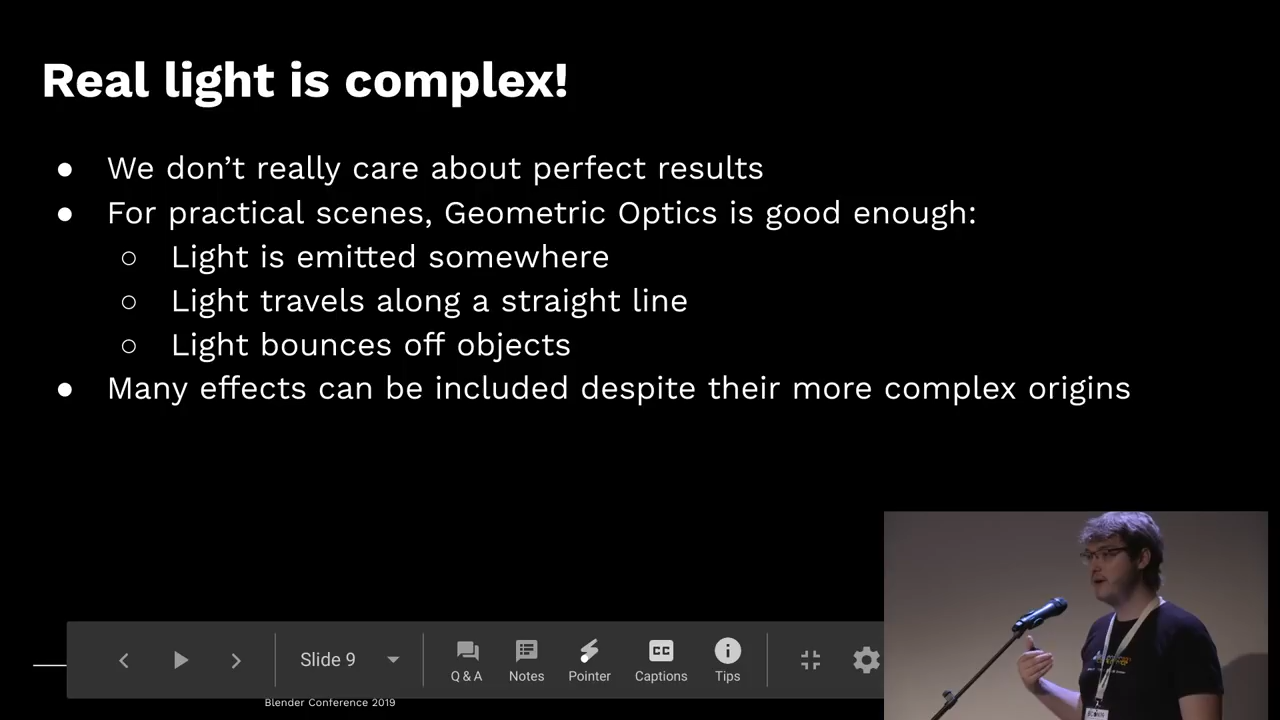 Real light is complex!
● We don't really care about perfect results
● For practical scenes, Geometric Optics is good enough:
○ Light is emitted somewhere
○ Light travels along a straight line
○ Light bounces off objects
● Many effects can be included despite their more complex origins
Slide 9
Q & A
Notes
Pointer
CC
Captions
Tips
Blender Conference 2019